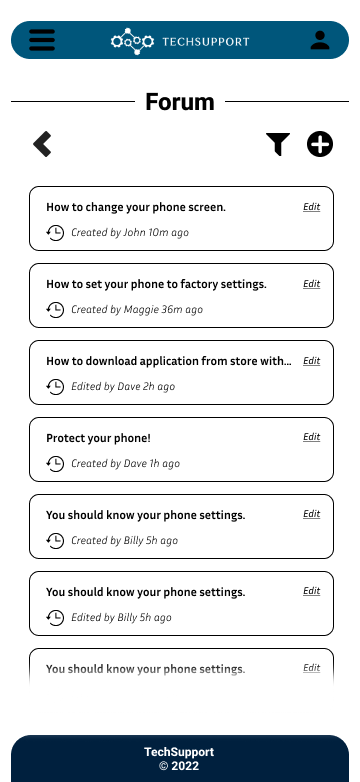 TECHSUPPORT
Forum
How to change your phone screen.
Edit
Created by John 10m ago
How to set your phone to factory settings.
Edit
Created by Maggie 36m ago
How to download application from store with...
Edit
Edited by Dave 2h ago
Protect your phone!
Edit
Created by Dave 1h ago
You should know your phone settings.
Edit
Created by Billy 5h ago
You should know your phone settings.
Edit
Edited by Billy 5h ago
You should know your phone settings.
Edit
TechSupport
© 2022